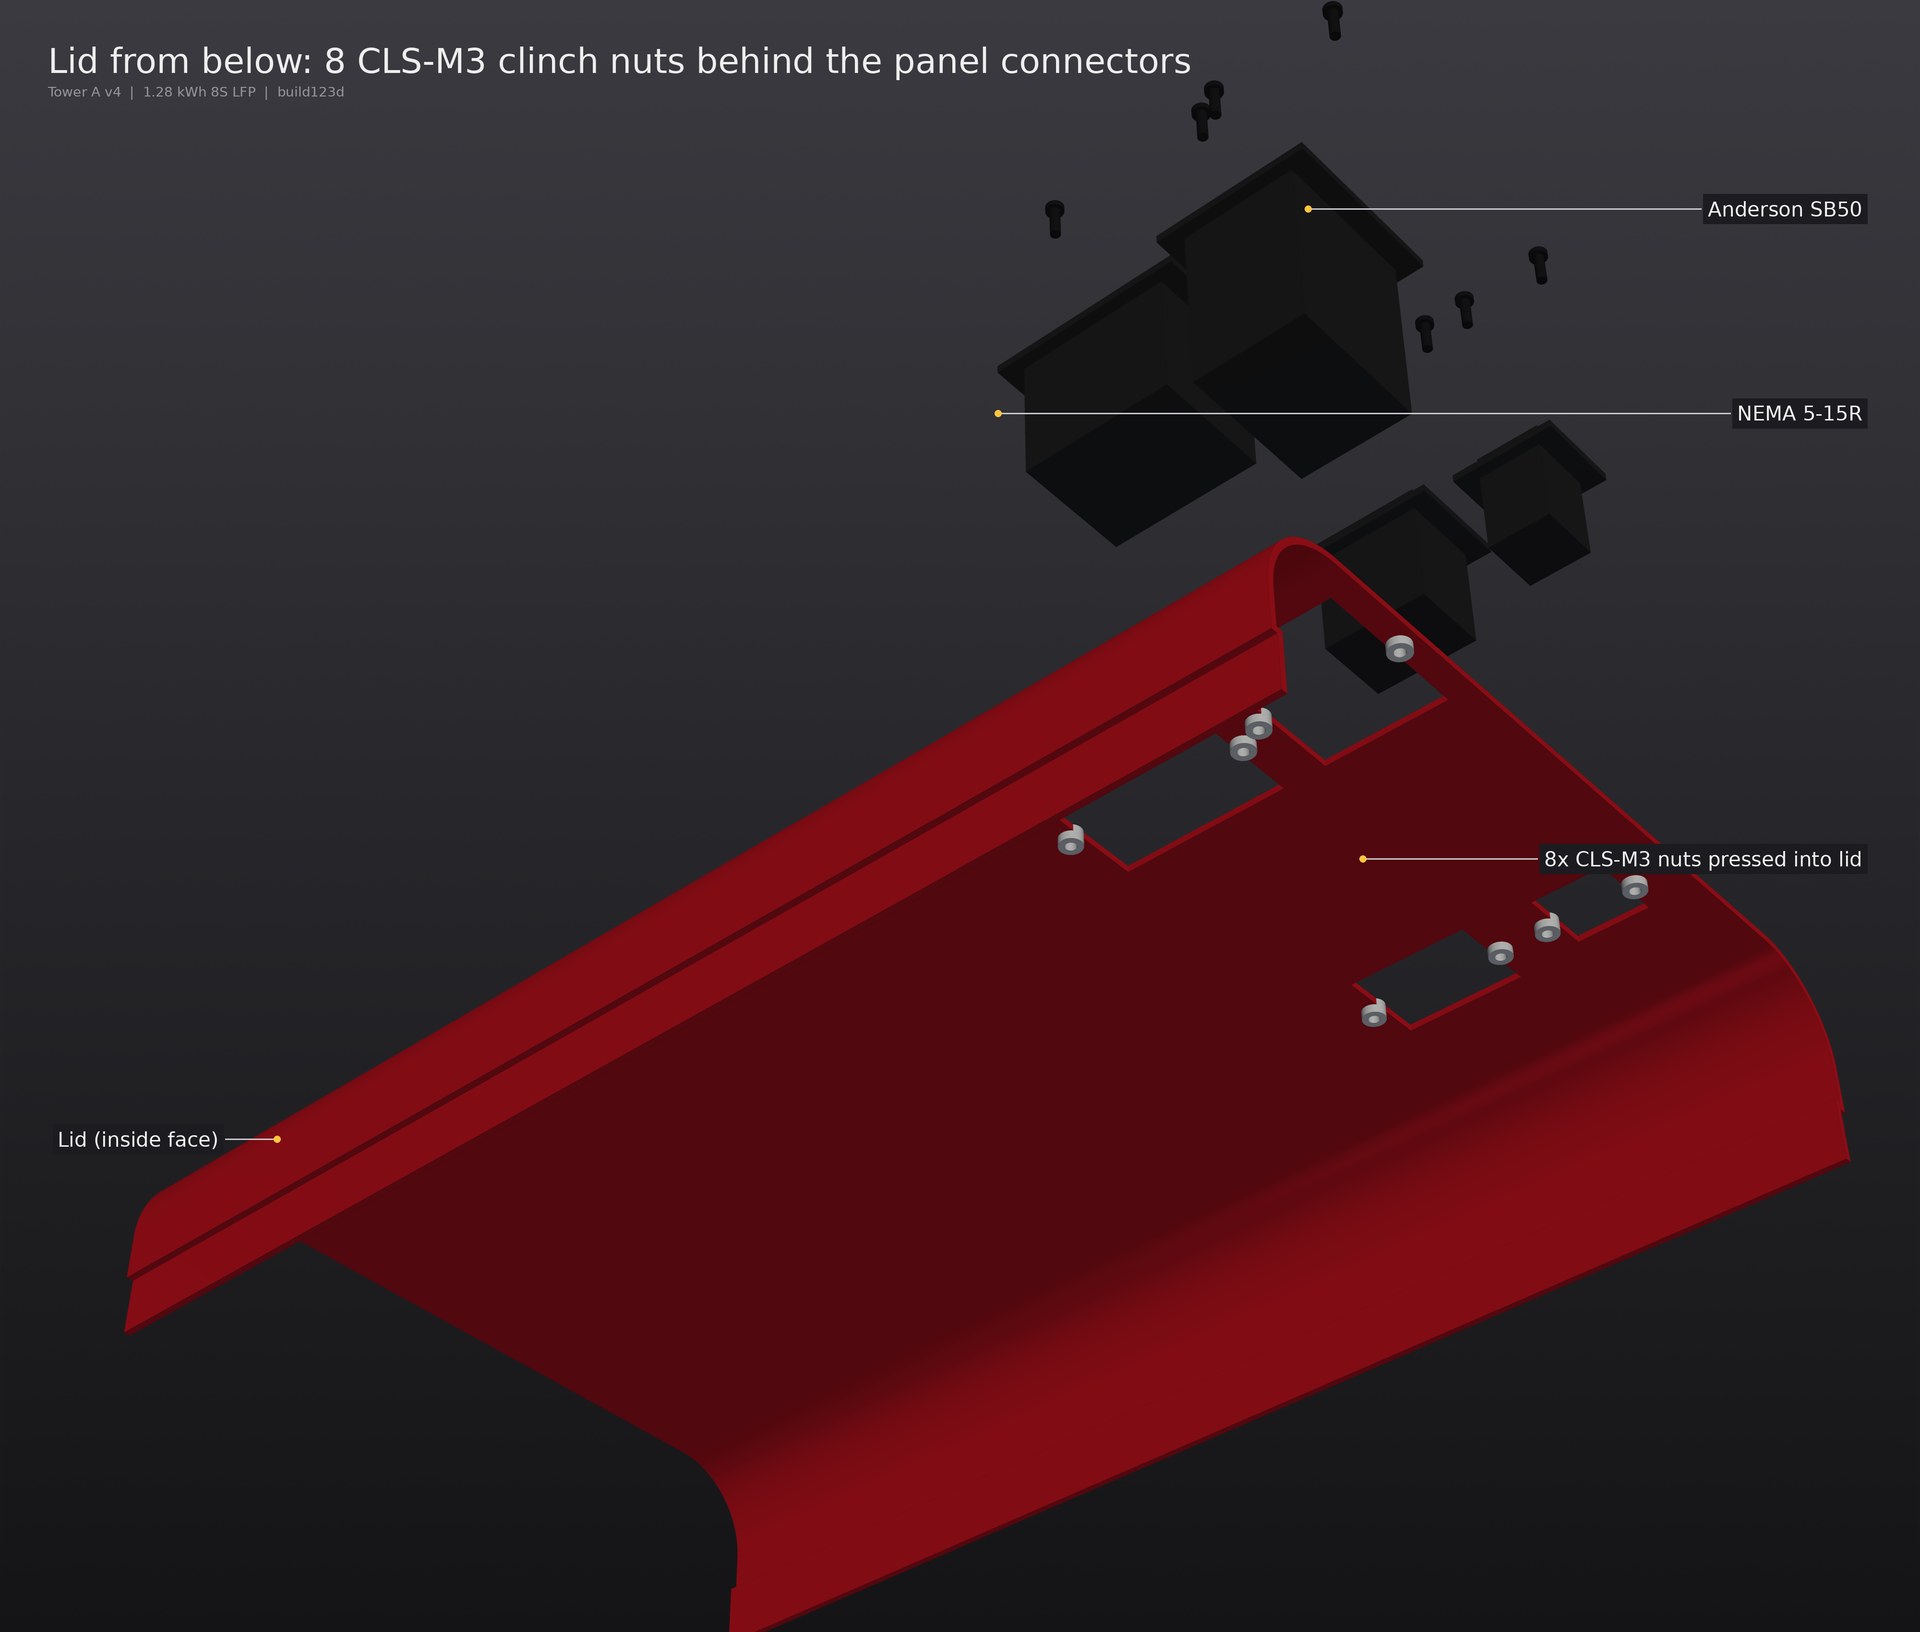 Lid from below: 8 CLS-M3 clinch nuts behind the panel connectors
Tower A v4 | 1.28 kWh 8S LFP | build123d
Anderson SB50
NEMA 5-15R
8x CLS-M3 nuts pressed into lid
Lid (inside face)